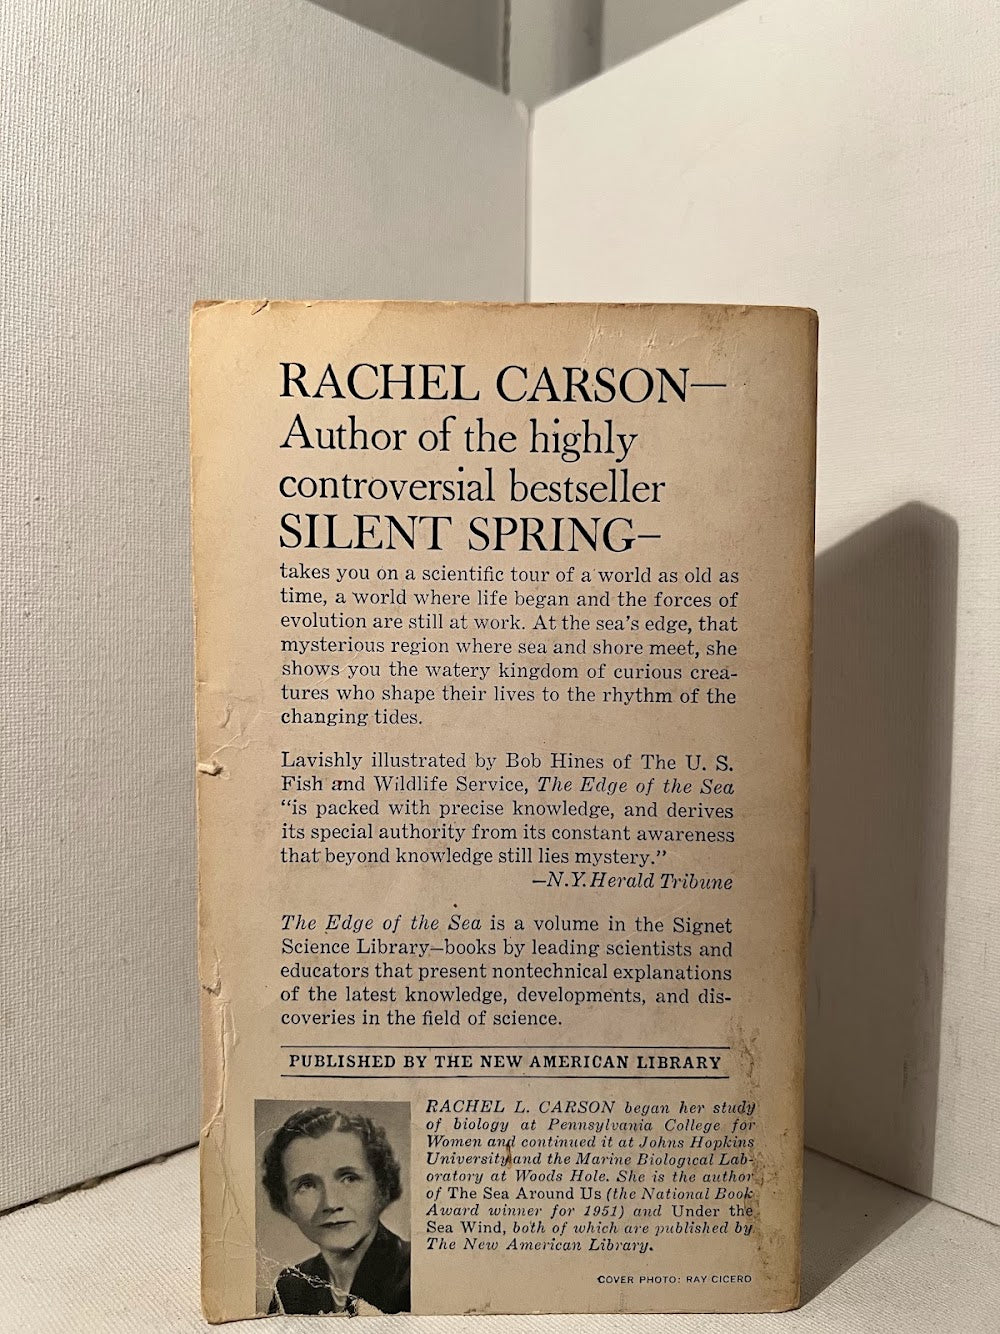 RACHEL CARSON—
Author of the highly
controversial bestseller
SILENT SPRING—
takes you on a scientific tour of a world as old as
time, a world where life began and the forces of
evolution are still at work. At the sea's edge, that
mysterious region where sea and shore meet, she
shows you the watery kingdom of curious crea-
tures who shape their lives to the rhythm of the
changing tides.
Lavishly illustrated by Bob Hines of The U. S.
Fish and Wildlife Service, The Edge of the Sea
“is packed with precise knowledge, and derives
its special authority from its constant awareness
that beyond knowledge still lies mystery.”
—N.Y. Herald Tribune
The Edge of the Sea is a volume in the Signet
Science Library—books by leading scientists and
educators that present nontechnical explanations
of the latest knowledge, developments, and dis-
coveries in the field of science.
PUBLISHED BY THE NEW AMERICAN LIBRARY
RACHEL L. CARSON began her study
of biology at Pennsylvania College for
Women and continued it at Johns Hopkins
University and the Marine Biological Lab-
oratory at Woods Hole. She is the author
of The Sea Around Us (the National Book
Award winner for 1951) and Under the
Sea Wind, both of which are published by
The New American Library.
COVER PHOTO: RAY CICERO